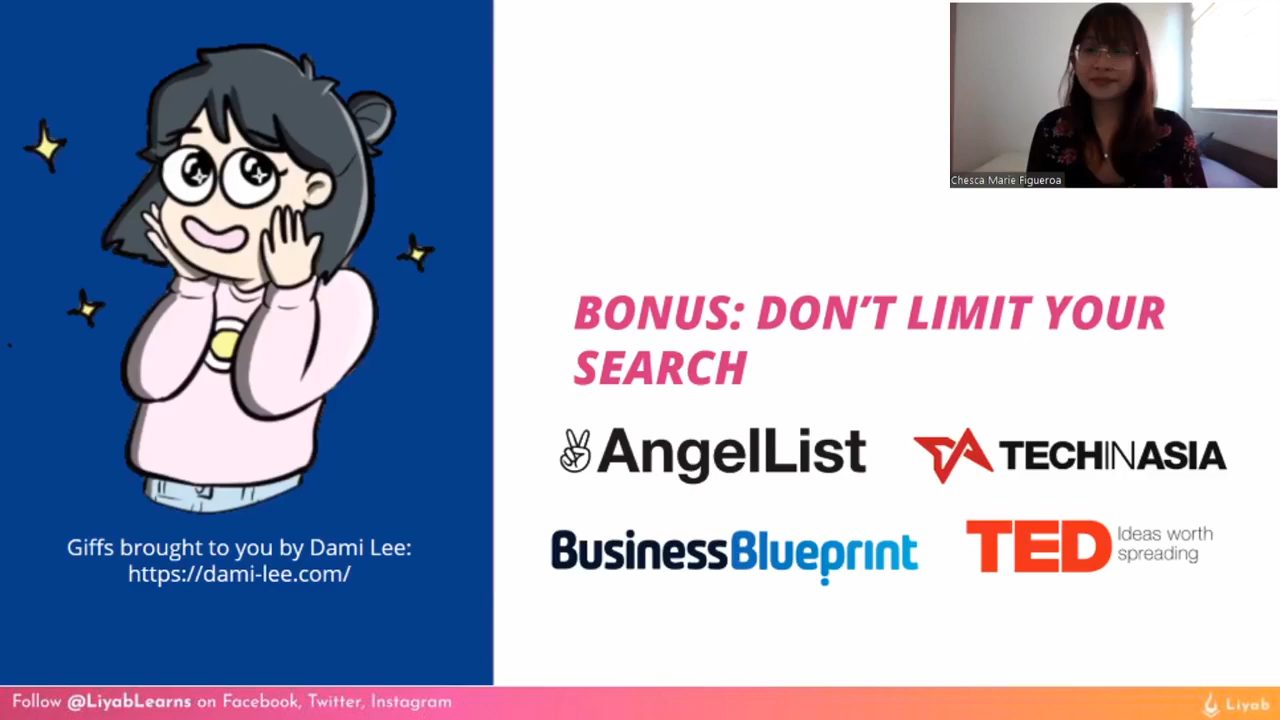 Chesca Marie Figueroa
BONUS: DON'T LIMIT YOUR
SEARCH
AngelList
TECHINASIA
BusinessBlueprint
TED Ideas worth
spreading
Giffs brought to you by Dami Lee:
https://dami-lee.com/
Follow @LiyabLearns on Facebook, Twitter, Instagram
Liyab